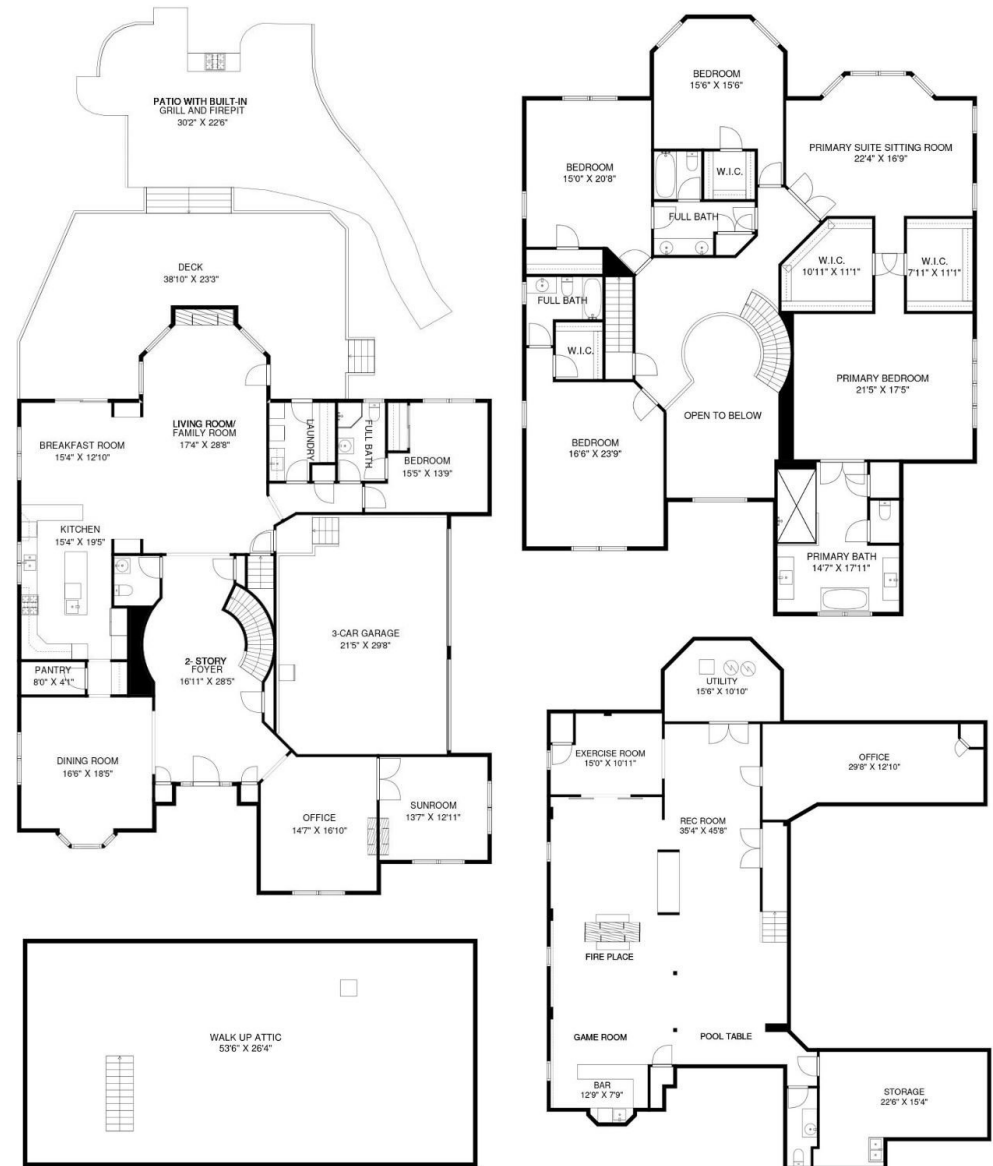 PATIO WITH BUILT-IN
GRILL AND FIREPIT
30'2" X 22'6"
DECK
38'10" X 23'3"
LIVING ROOM/
FAMILY ROOM
17'4" X 28'8"
BREAKFAST ROOM
15'4" X 12'10"
LAUNDRY
FULL BATH
BEDROOM
15'5" X 13'9"
KITCHEN
15'4" X 19'5"
3-CAR GARAGE
21'5" X 29'8"
2- STORY
FOYER
16'11" X 28'5"
PANTRY
8'0" X 4'1"
DINING ROOM
16'6" X 18'5"
OFFICE
14'7" X 16'10"
SUNROOM
13'7" X 12'11"
WALK UP ATTIC
53'6" X 26'4"
BEDROOM
15'6" X 15'6"
BEDROOM
15'0" X 20'8"
W.I.C.
PRIMARY SUITE SITTING ROOM
22'4" X 16'9"
FULL BATH
W.I.C.
10'11" X 11'1"
W.I.C.
7'11" X 11'1"
FULL BATH
W.I.C.
PRIMARY BEDROOM
21'5" X 17'5"
OPEN TO BELOW
BEDROOM
16'6" X 23'9"
PRIMARY BATH
14'7" X 17'11"
UTILITY
15'6" X 10'10"
EXERCISE ROOM
15'0" X 10'11"
OFFICE
29'8" X 12'10"
REC ROOM
35'4" X 45'8"
FIRE PLACE
GAME ROOM
POOL TABLE
BAR
12'9" X 7'9"
STORAGE
22'6" X 15'4"